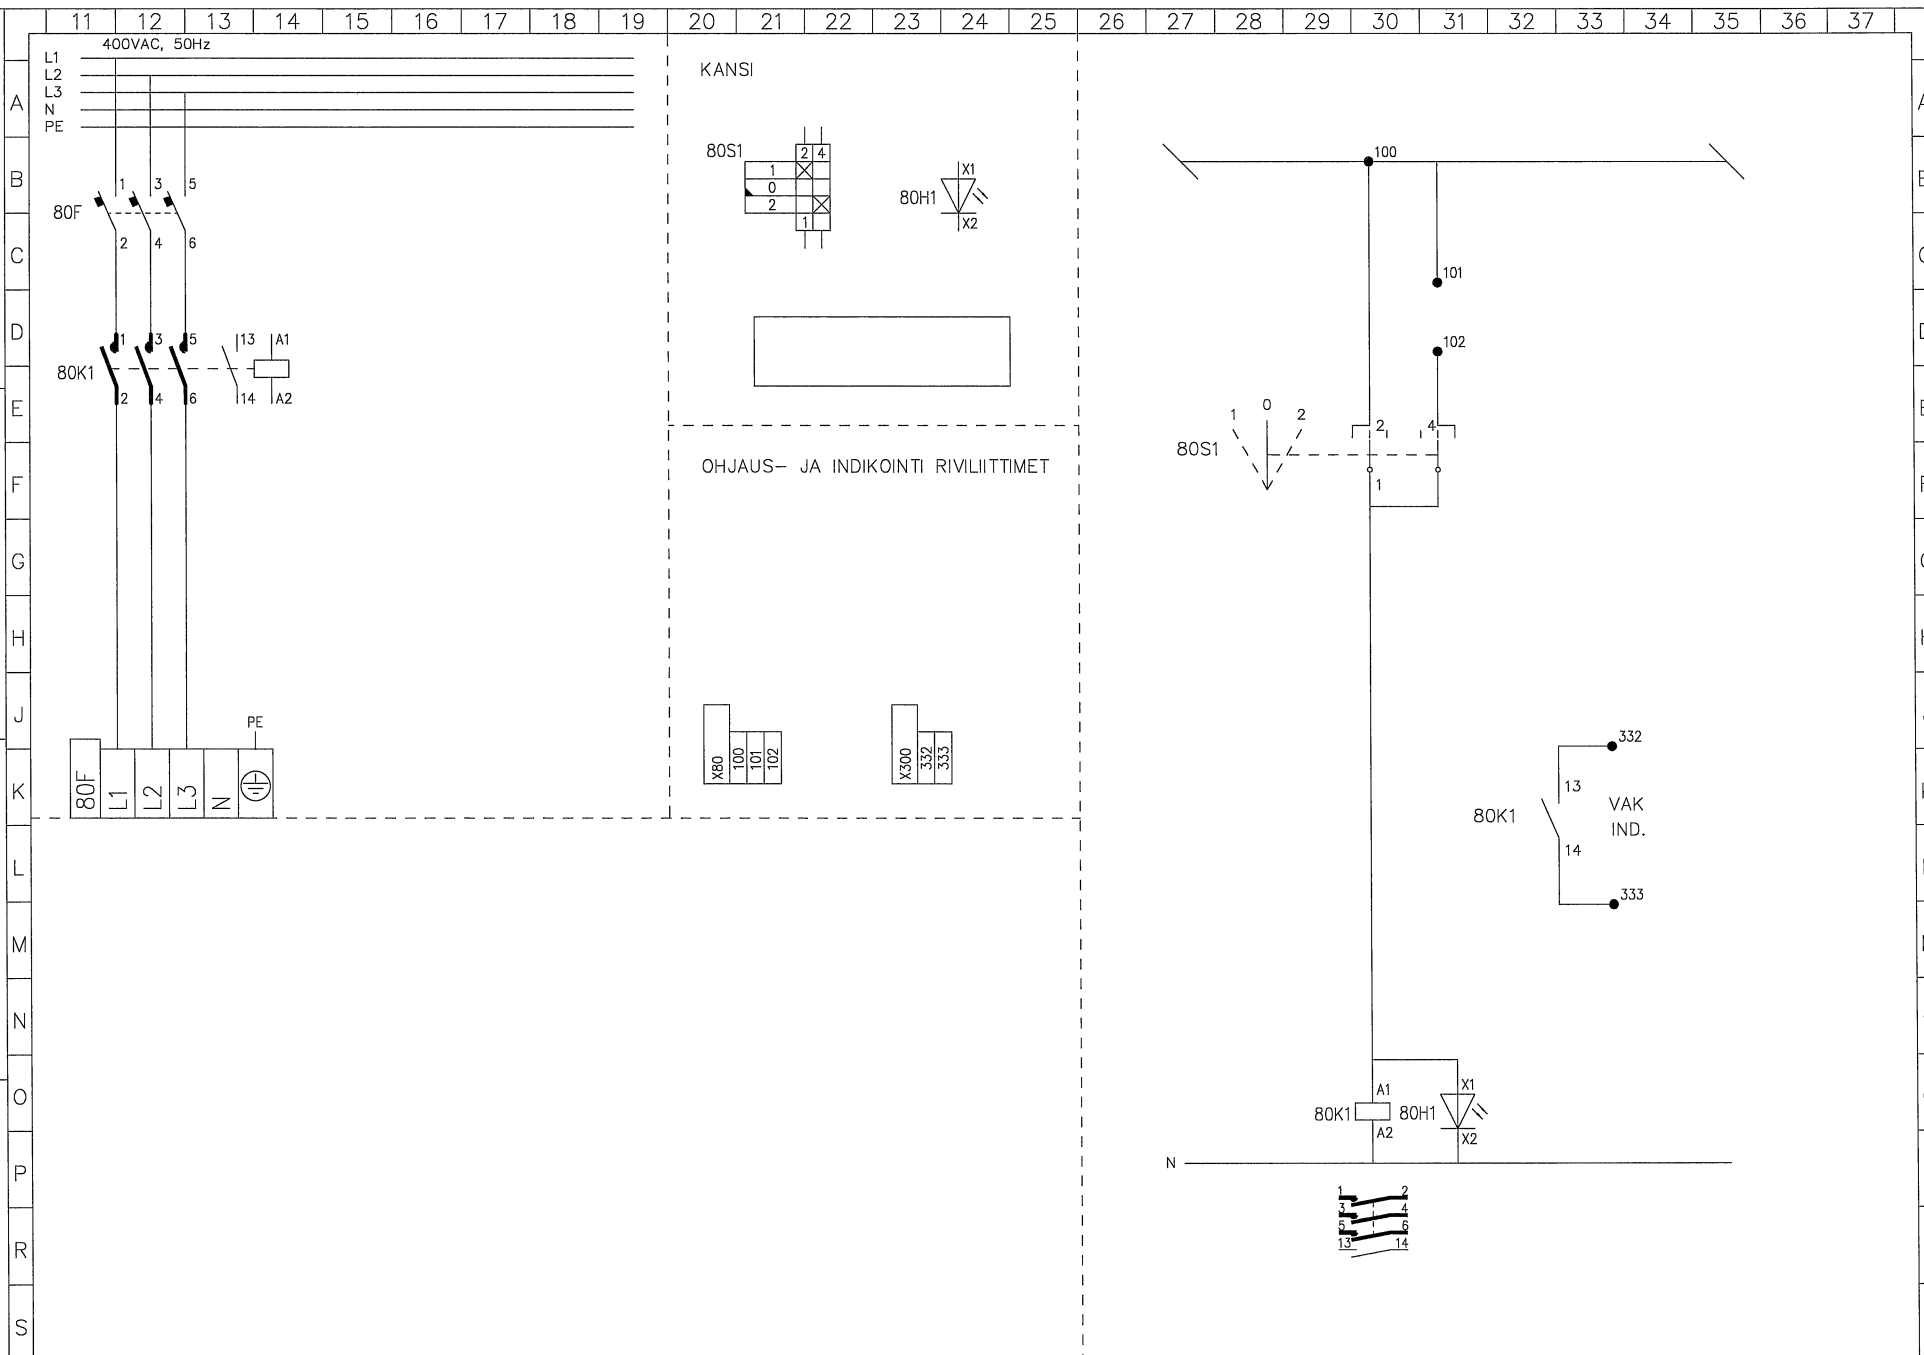 11 12 13 14 15 16 17 18 19 20 21 22 23 24 25 26 27 28 29 30 31 32 33 34 35 36 37
400VAC, 50Hz
L1
L2
L3
N
PE
A
B
C
D
E
F
G
H
J
K
L
M
N
O
P
R
S
1 3 5
80F
2 4 6
1 3 5 13 A1
80K1
2 4 6 14 A2
PE
80F L1 L2 L3 N
KANSI
80S1
2 4
1
0
2
1
X1
80H1
X2
OHJAUS- JA INDIKOINTI RIVILIITTIMET
X80 100 101 102
X300 332 333
100
101
102
1 0 2
2 4
80S1
1
332
13
80K1
VAK
IND.
14
333
A1 X1
80K1 80H1
A2 X2
N
1 2
3 4
5 6
13 14